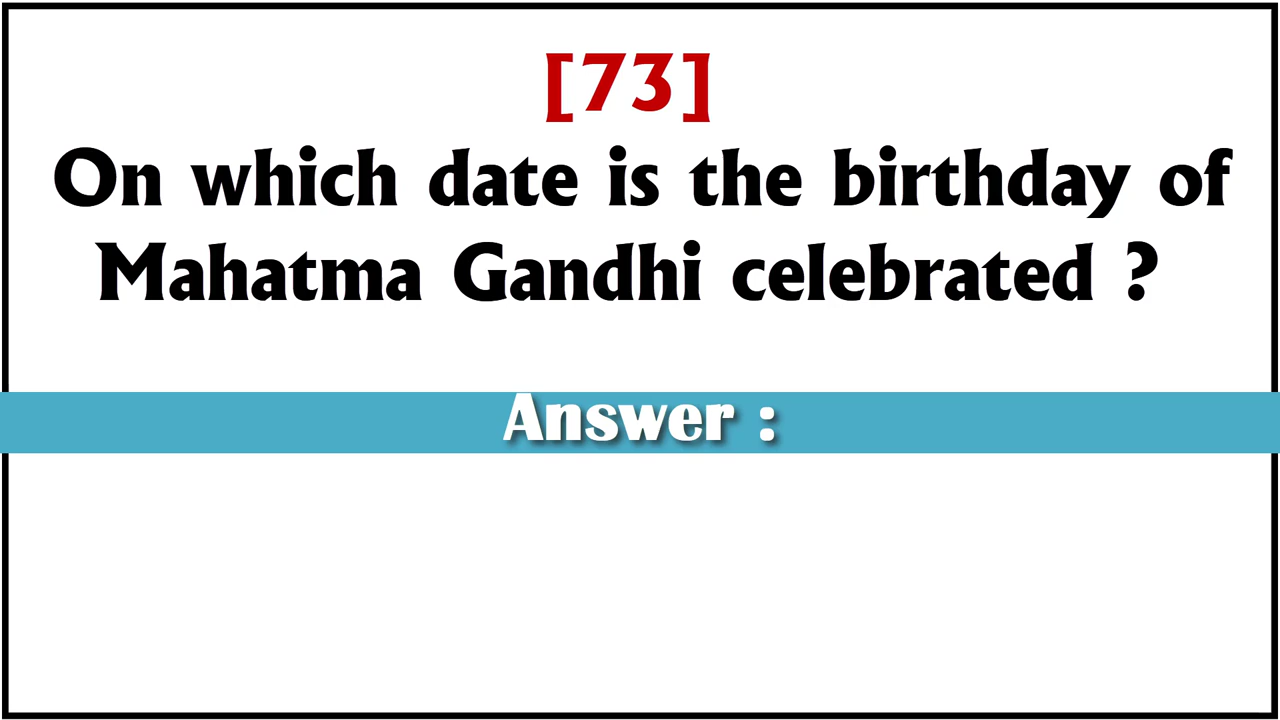 [73]
On which date is the birthday of
Mahatma Gandhi celebrated ?
Answer :